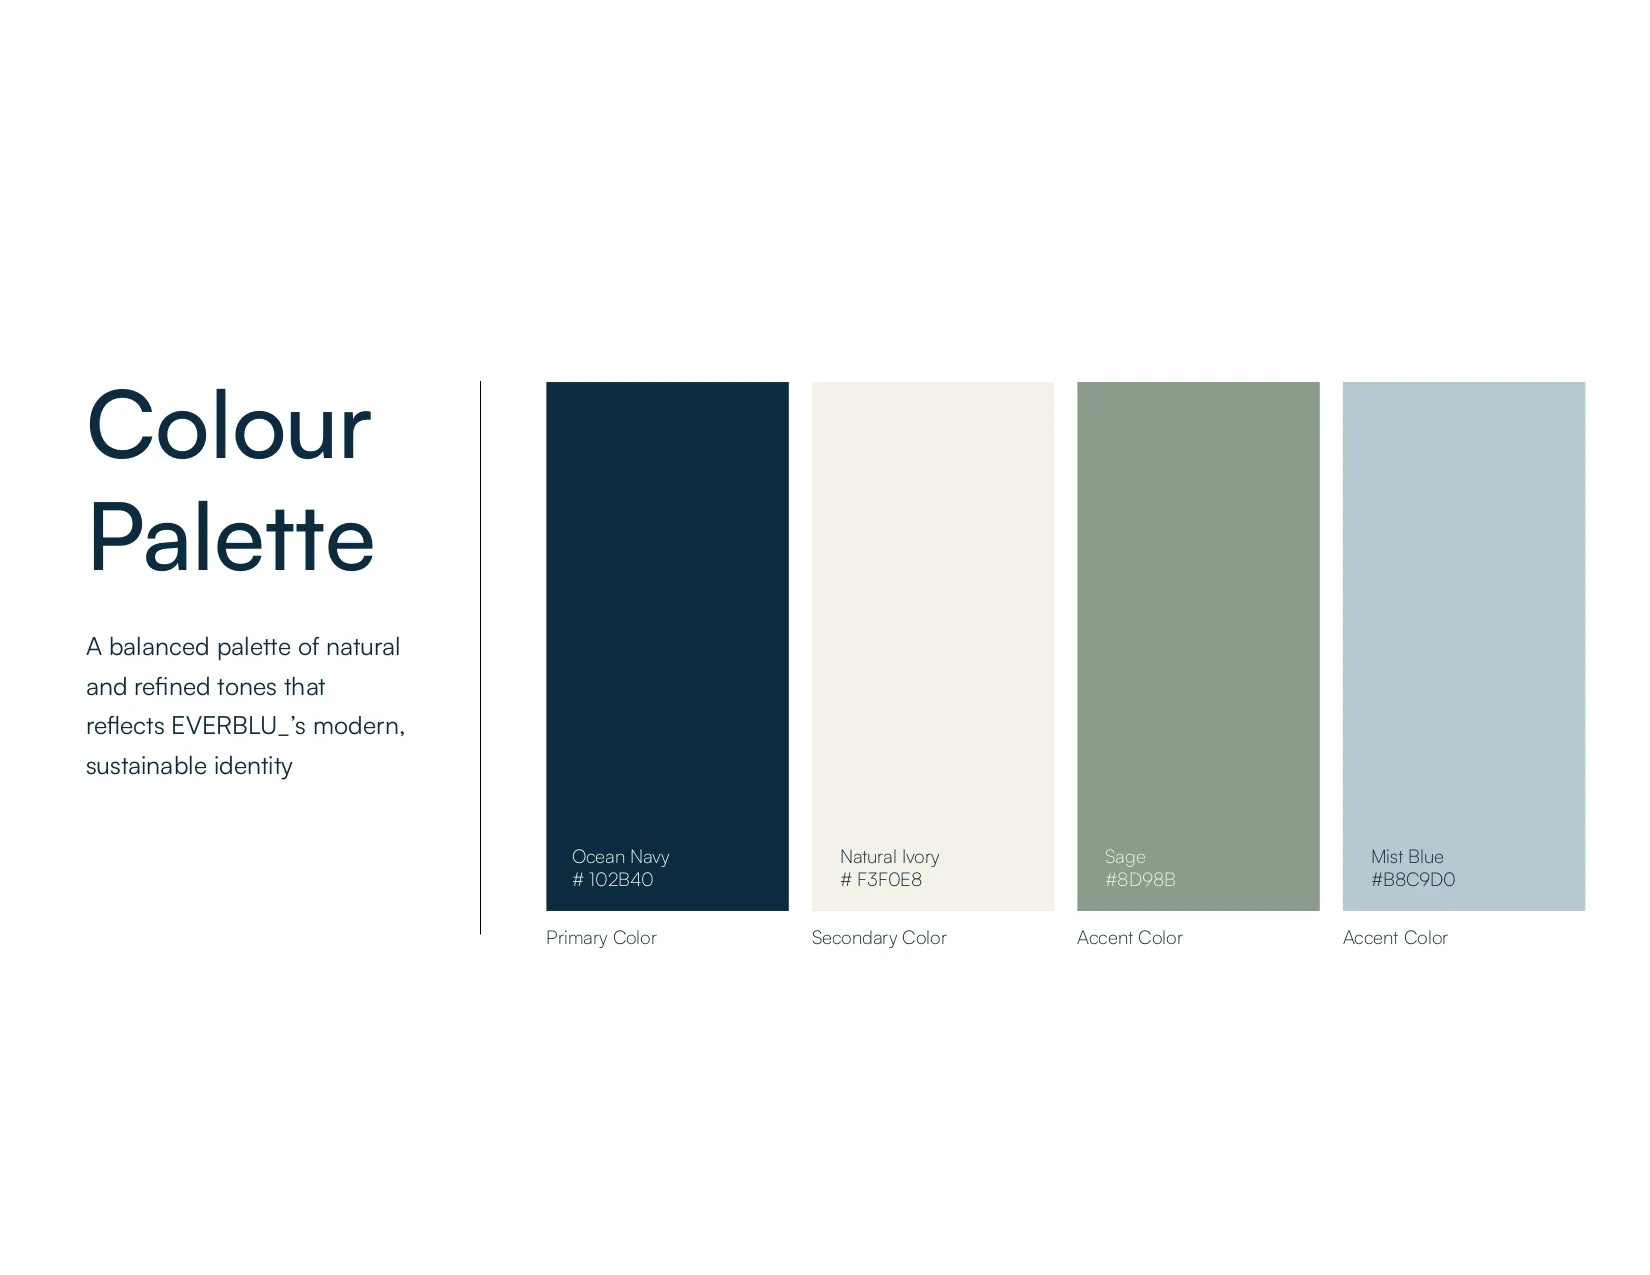 Colour
Palette
A balanced palette of natural
and refined tones that
reflects EVERBLU_’s modern,
sustainable identity
Ocean Navy
# 102B40
Primary Color
Natural Ivory
# F3F0E8
Secondary Color
Sage
#8D98B
Accent Color
Mist Blue
#B8C9D0
Accent Color